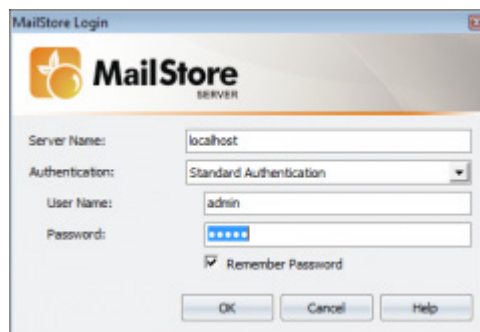 MailStore Login
MailStore
SERVER
Server Name: localhost
Authentication: Standard Authentication
User Name: admin
Password: •••••
Remember Password
OK Cancel Help